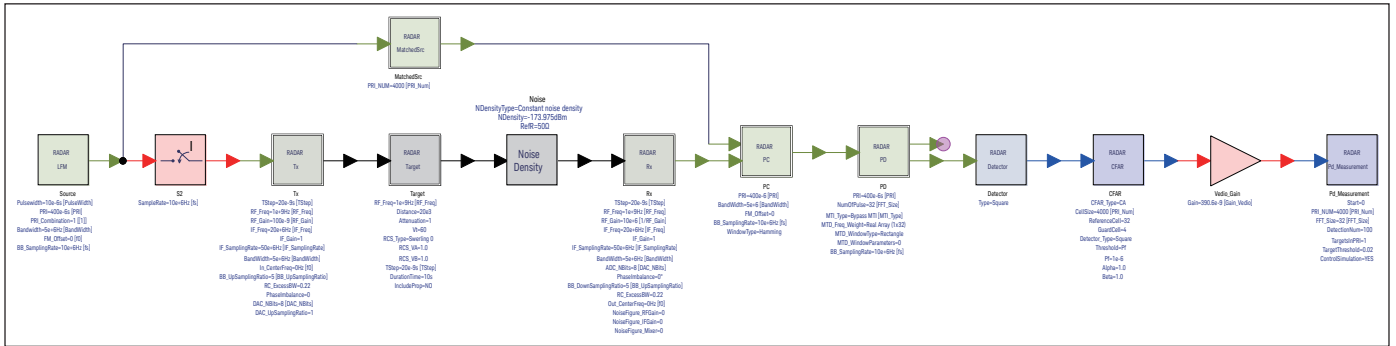 RADAR
MatchedSrc
MatchedSrc
PRI_NUM=4000 [PRI_Num]
Noise
NDensityType=Constant noise density
NDensity=-173.975dBm
RefR=50Ω
RADAR
LFM
Source
Pulsewidth=10e-6s [PulseWidth]
PRI=400e-6s [PRI]
PRI_Combination=1 [[1]]
Bandwidth=5e+6Hz [BandWidth]
FM_Offset=0 [f0]
BB_SamplingRate=10e+6Hz [fs]
S2
SampleRate=10e+6Hz [fs]
RADAR
Tx
Tx
TStep=20e-9s [TStep]
RF_Freq=1e+9Hz [RF_Freq]
RF_Gain=100e-9 [RF_Gain]
IF_Freq=20e+6Hz [IF_Freq]
IF_Gain=1
IF_SamplingRate=50e+6Hz [IF_SamplingRate]
BandWidth=5e+6Hz [BandWidth]
In_CenterFreq=0Hz [f0]
BB_UpSamplingRatio=5 [BB_UpSamplingRatio]
RC_ExcessBW=0.22
PhaseImbalance=0
DAC_NBits=8 [DAC_NBits]
DAC_UpSamplingRatio=1
RADAR
Target
Target
RF_Freq=1e+9Hz [RF_Freq]
Distance=20e3
Attenuation=1
Vt=60
RCS_Type=Swerling 0
RCS_VA=1.0
RCS_VB=1.0
TStep=20e-9s [TStep]
DurationTime=10s
IncludeProp=NO
Noise
Density
RADAR
Rx
Rx
TStep=20e-9s [TStep]
RF_Freq=1e+9Hz [RF_Freq]
RF_Gain=10e+6 [1/RF_Gain]
IF_Freq=20e+6Hz [IF_Freq]
IF_Gain=1
IF_SamplingRate=50e+6Hz [IF_SamplingRate]
BandWidth=5e+6Hz [BandWidth]
ADC_NBits=8 [DAC_NBits]
PhaseImbalance=0°
BB_DownSamplingRatio=5 [BB_UpSamplingRatio]
RC_ExcessBW=0.22
Out_CenterFreq=0Hz [f0]
NoiseFigure_RFGain=0
NoiseFigure_IFGain=0
NoiseFigure_Mixer=0
RADAR
PC
PC
PRI=400e-6 [PRI]
BandWidth=5e+6 [BandWidth]
FM_Offset=0
BB_SamplingRate=10e+6Hz [fs]
WindowType=Hamming
RADAR
PD
PD
PRI=400e-6s [PRI]
NumOfPulse=32 [FFT_Size]
MTI_Type=Bypass MTI [MTI_Type]
MTD_Freq_Weight=Real Array (1x32)
MTD_WindowType=Rectangle
MTD_WindowParameters=0
BB_SamplingRate=10e+6Hz [fs]
RADAR
Detector
Detector
Type=Square
RADAR
CFAR
CFAR
CFAR_Type=CA
CellSize=4000 [PRI_Num]
ReferenceCell=32
GuardCell=4
Detector_Type=Square
Threshold=Pf
Pf=1e-6
Alpha=1.0
Beta=1.0
Vedio_Gain
Gain=390.6e-9 [Gain_Vedio]
RADAR
Pd_Measurement
Pd_Measurement
Start=0
PRI_NUM=4000 [PRI_Num]
FFT_Size=32 [FFT_Size]
DetectionNum=100
TargetsInPRI=1
TargetThreshold=0.02
ControlSimulation=YES